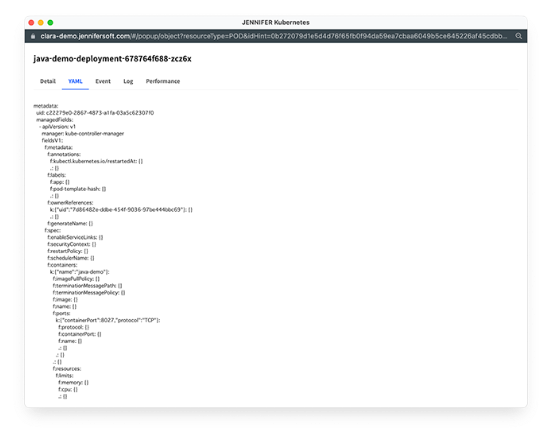 JENNIFER Kubernetes
clara-demo.jennifersoft.com/#/popup/object?resourceType=POD&idHint=0b272079d1e5d4d76f65fb0f94da59ea7cbaa6049b5ce645226af45cdbb...
java-demo-deployment-678764f688-zcz6x
Detail YAML Event Log Performance
metadata:
uid: c22279e0-2867-4873-a1fa-03a5c62307f0
managedFields:
- apiVersion: v1
manager: kube-controller-manager
fieldsV1:
f:metadata:
f:annotations:
f:kubectl.kubernetes.io/restartedAt: {}
.: {}
f:labels:
f:app: {}
f:pod-template-hash: {}
.: {}
f:ownerReferences:
k:{"uid":"7d86482e-ddbe-454f-9036-97be444bbc69"}: {}
.: {}
f:generateName: {}
f:spec:
f:enableServiceLinks: {}
f:securityContext: {}
f:restartPolicy: {}
f:schedulerName: {}
f:containers:
k:{"name":"java-demo"}:
f:imagePullPolicy: {}
f:terminationMessagePath: {}
f:terminationMessagePolicy: {}
f:image: {}
f:name: {}
f:ports:
k:{"containerPort":8027,"protocol":"TCP"}:
f:protocol: {}
f:containerPort: {}
f:name: {}
.: {}
.: {}
.: {}
f:resources:
f:limits:
f:memory: {}
f:cpu: {}
.: {}